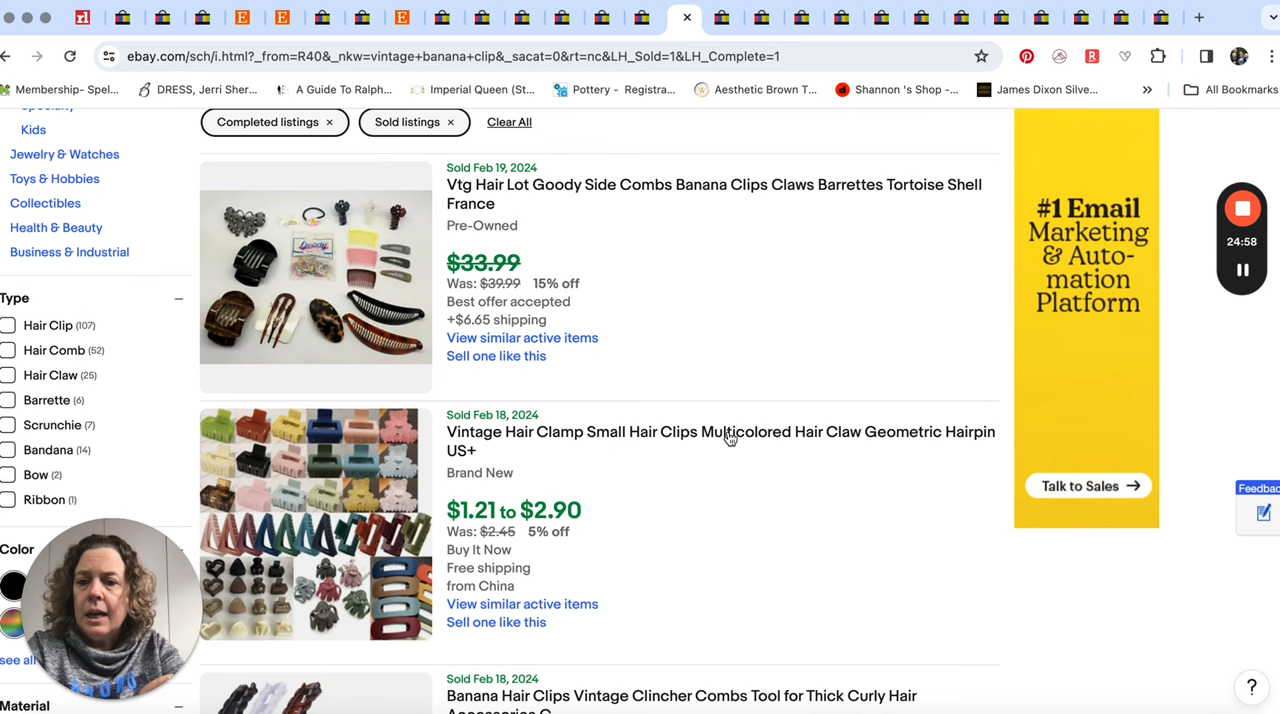 ebay.com/sch/i.html?_from=R40&_nkw=vintage+banana+clip&_sacat=0&rt=nc&LH_Sold=1&LH_Complete=1
Membership- Spel...
DRESS, Jerri Sher...
A Guide To Ralph...
Imperial Queen (St...
Pottery - Registra...
Aesthetic Brown T...
Shannon 's Shop -...
James Dixon Silve...
»
All Bookmarks
Specialty
Kids
Jewelry & Watches
Toys & Hobbies
Collectibles
Health & Beauty
Business & Industrial
Type
Hair Clip (107)
Hair Comb (52)
Hair Claw (25)
Barrette (6)
Scrunchie (7)
Bandana (14)
Bow (2)
Ribbon (1)
Color
see all
Material
Completed listings ×
Sold listings ×
Clear All
Sold Feb 19, 2024
Vtg Hair Lot Goody Side Combs Banana Clips Claws Barrettes Tortoise Shell
France
Pre-Owned
$33.99
Was: $39.99 15% off
Best offer accepted
+$6.65 shipping
View similar active items
Sell one like this
Goody
Sold Feb 18, 2024
Vintage Hair Clamp Small Hair Clips Multicolored Hair Claw Geometric Hairpin
US+
Brand New
$1.21 to $2.90
Was: $2.45 5% off
Buy It Now
Free shipping
from China
View similar active items
Sell one like this
Sold Feb 18, 2024
Banana Hair Clips Vintage Clincher Combs Tool for Thick Curly Hair
#1 Email
Marketing
& Auto-
mation
Platform
Talk to Sales →
24:58
Feedbac
?